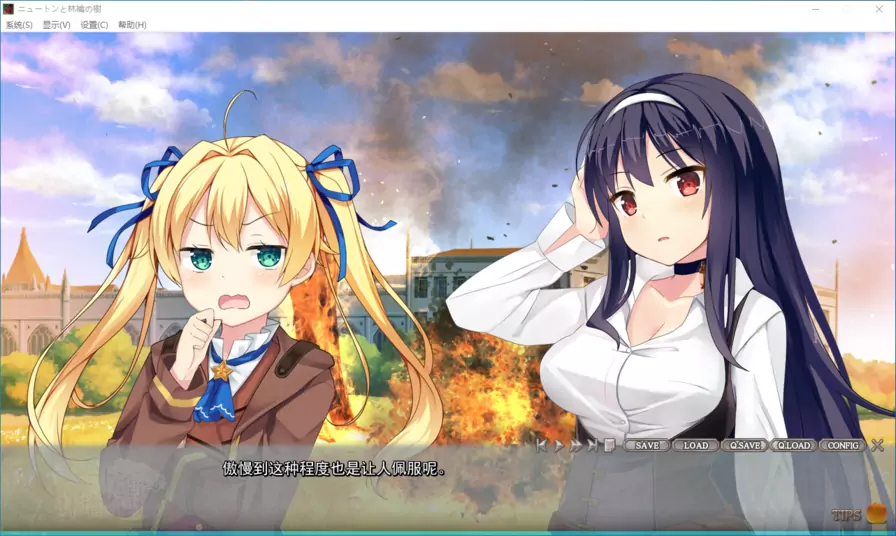 ニュートンと林檎の樹
系统(S) 显示(V) 设置(C) 帮助(H)
SAVE LOAD Q.SAVE Q.LOAD CONFIG
傲慢到这种程度也是让人佩服呢。
TIPS